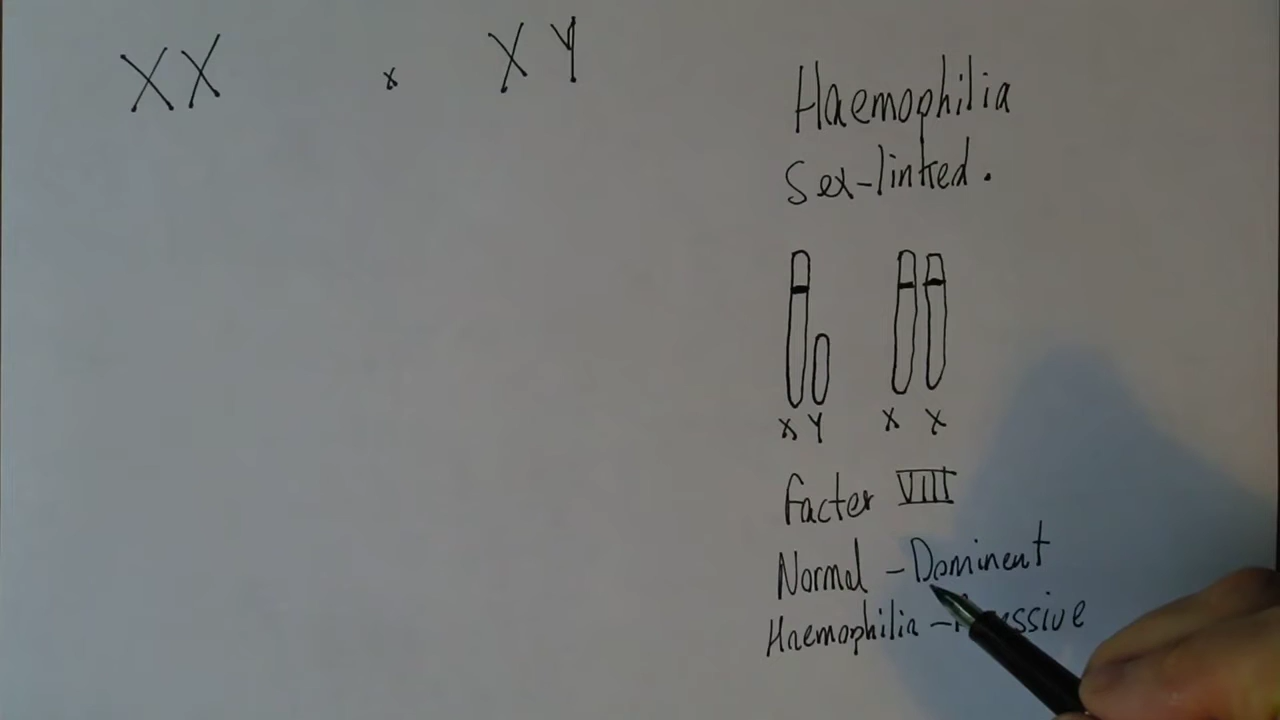 XX x XY
Haemophilia
Sex-linked.
X Y X X
Facter VIII
Normal - Dominent
Haemophilia -